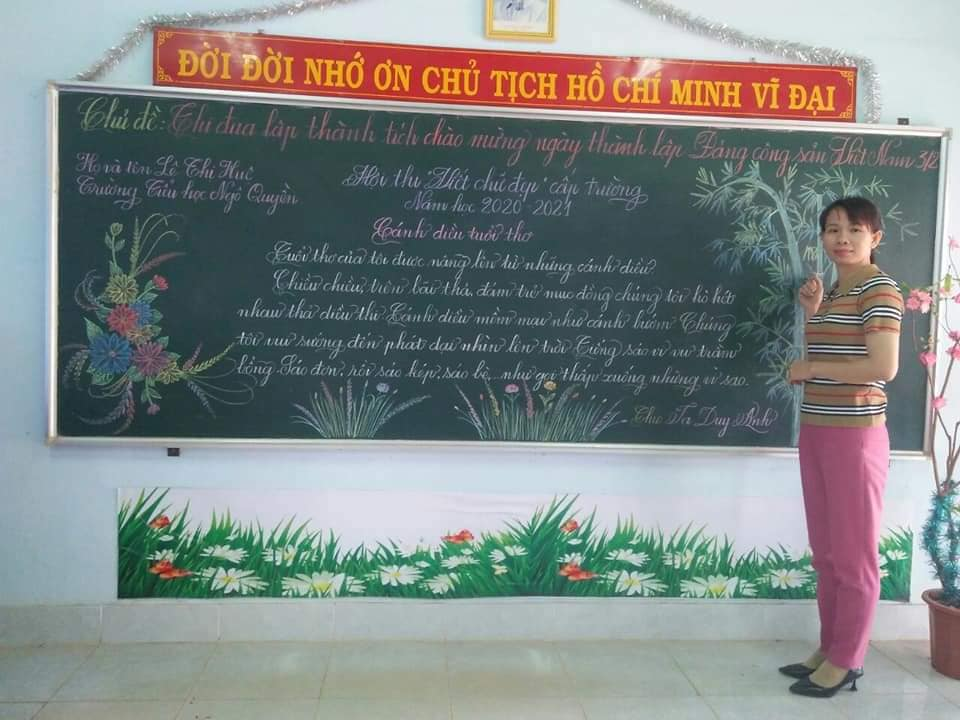 ĐỜI ĐỜI NHỚ ƠN CHỦ TỊCH HỒ CHÍ MINH VĨ ĐẠI
Chủ đề: Thi đua lập thành tích chào mừng ngày thành lập Đảng cộng sản Việt Nam 3/2
Họ và tên Lê Thị Huê
Trường Tiểu học Ngô Quyền
Hội thi "Viết chữ đẹp" cấp trường
Năm học 2020-2021
Cánh diều tuổi thơ
Tuổi thơ của tôi được nâng lên từ những cánh diều.
Chiều chiều, trên bãi thả, đám trẻ mục đồng chúng tôi hò hét
nhau thả diều thi Cánh diều mềm mại như cánh bướm Chúng
tôi vui sướng đến phát dại nhìn lên trời Tiếng sáo vi vu trầm
bổng Sáo đơn, rồi sáo kép, sáo bè,... như gọi thấp xuống những vì sao.
Theo Tạ Duy Anh